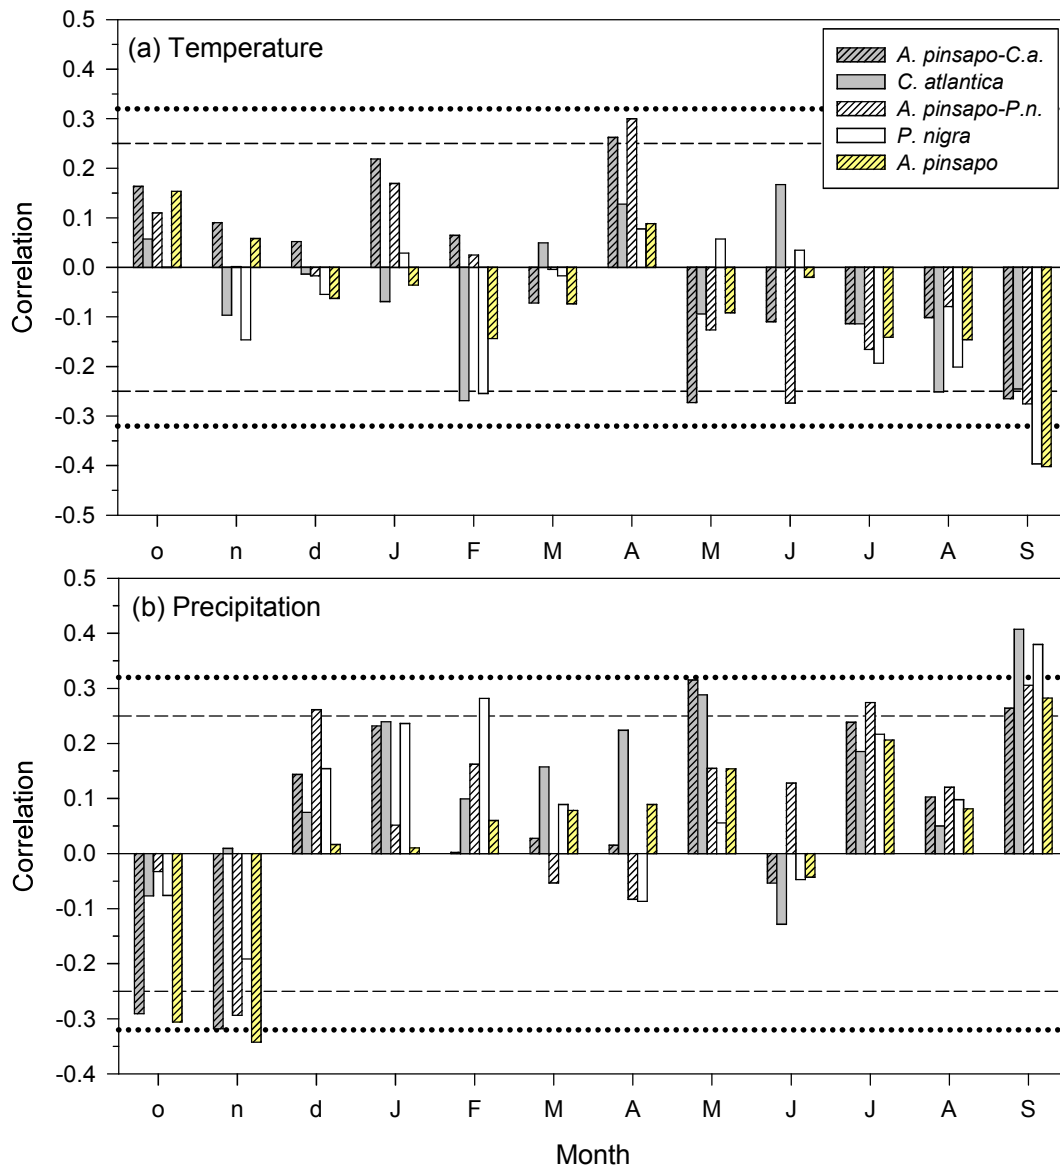 (a) Temperature
A. pinsapo-C.a.
C. atlantica
A. pinsapo-P.n.
P. nigra
A. pinsapo
Correlation
0.5
0.4
0.3
0.2
0.1
0.0
-0.1
-0.2
-0.3
-0.4
-0.5
o n d J F M A M J J A S
(b) Precipitation
Correlation
0.5
0.4
0.3
0.2
0.1
0.0
-0.1
-0.2
-0.3
-0.4
o n d J F M A M J J A S
Month